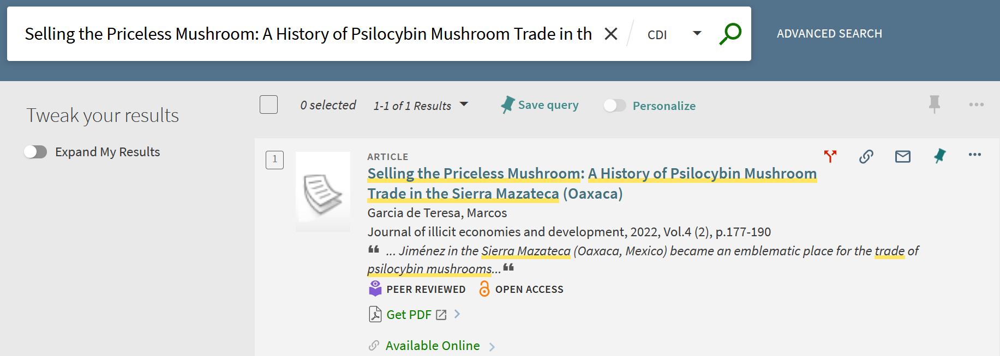 Selling the Priceless Mushroom: A History of Psilocybin Mushroom Trade in th
CDI
ADVANCED SEARCH
Tweak your results
Expand My Results
0 selected
1-1 of 1 Results
Save query
Personalize
1
ARTICLE
Selling the Priceless Mushroom: A History of Psilocybin Mushroom
Trade in the Sierra Mazateca (Oaxaca)
Garcia de Teresa, Marcos
Journal of illicit economies and development, 2022, Vol.4 (2), p.177-190
❝ ... Jiménez in the Sierra Mazateca (Oaxaca, Mexico) became an emblematic place for the trade of
psilocybin mushrooms...❝
PEER REVIEWED
OPEN ACCESS
Get PDF
Available Online